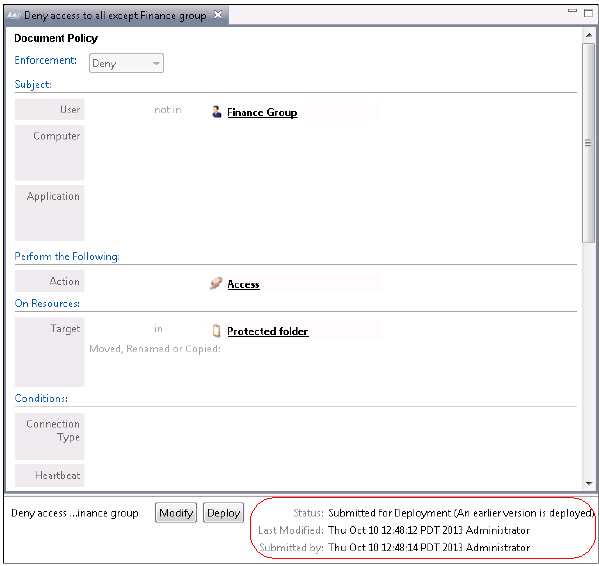 Deny access to all except Finance group
Document Policy
Enforcement: Deny
Subject:
User not in Finance Group
Computer
Application
Perform the Following:
Action Access
On Resources:
Target in Protected folder
Moved, Renamed or Copied:
Conditions:
Connection
Type
Heartbeat
Deny access ...inance group Modify Deploy
Status: Submitted for Deployment (An earlier version is deployed)
Last Modified: Thu Oct 10 12:48:12 PDT 2013 Administrator
Submitted by: Thu Oct 10 12:48:14 PDT 2013 Administrator